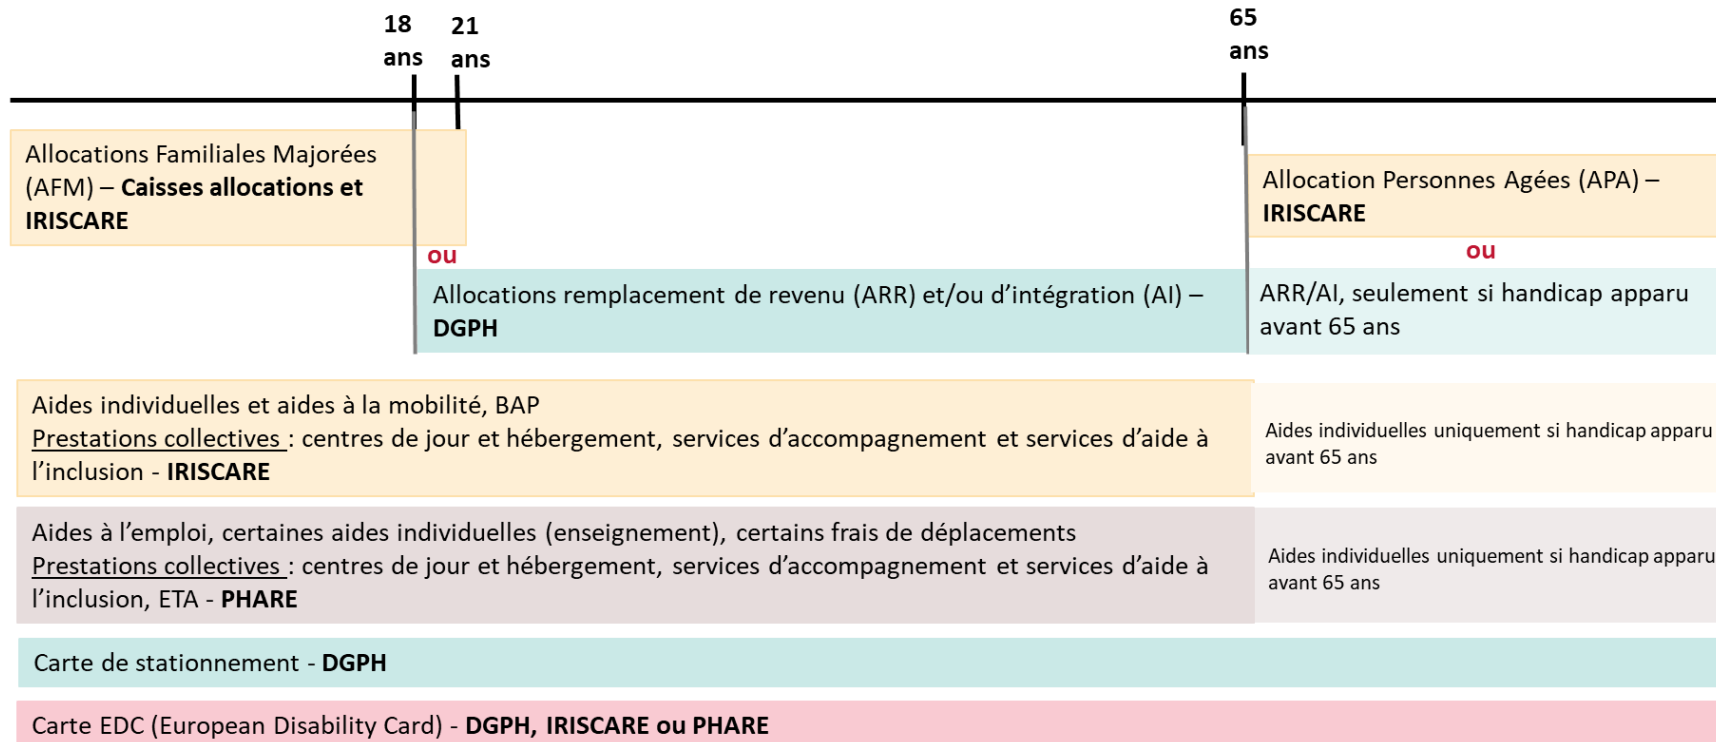 18
ans
21
ans
65
ans
Allocations Familiales Majorées
(AFM) – Caisses allocations et
IRISCARE
Allocation Personnes Agées (APA) –
IRISCARE
ou
ou
Allocations remplacement de revenu (ARR) et/ou d’intégration (AI) –
DGPH
ARR/AI, seulement si handicap apparu
avant 65 ans
Aides individuelles et aides à la mobilité, BAP
Prestations collectives : centres de jour et hébergement, services d’accompagnement et services d’aide à
l’inclusion - IRISCARE
Aides individuelles uniquement si handicap apparu
avant 65 ans
Aides à l’emploi, certaines aides individuelles (enseignement), certains frais de déplacements
Prestations collectives : centres de jour et hébergement, services d’accompagnement et services d’aide à
l’inclusion, ETA - PHARE
Aides individuelles uniquement si handicap apparu
avant 65 ans
Carte de stationnement - DGPH
Carte EDC (European Disability Card) - DGPH, IRISCARE ou PHARE